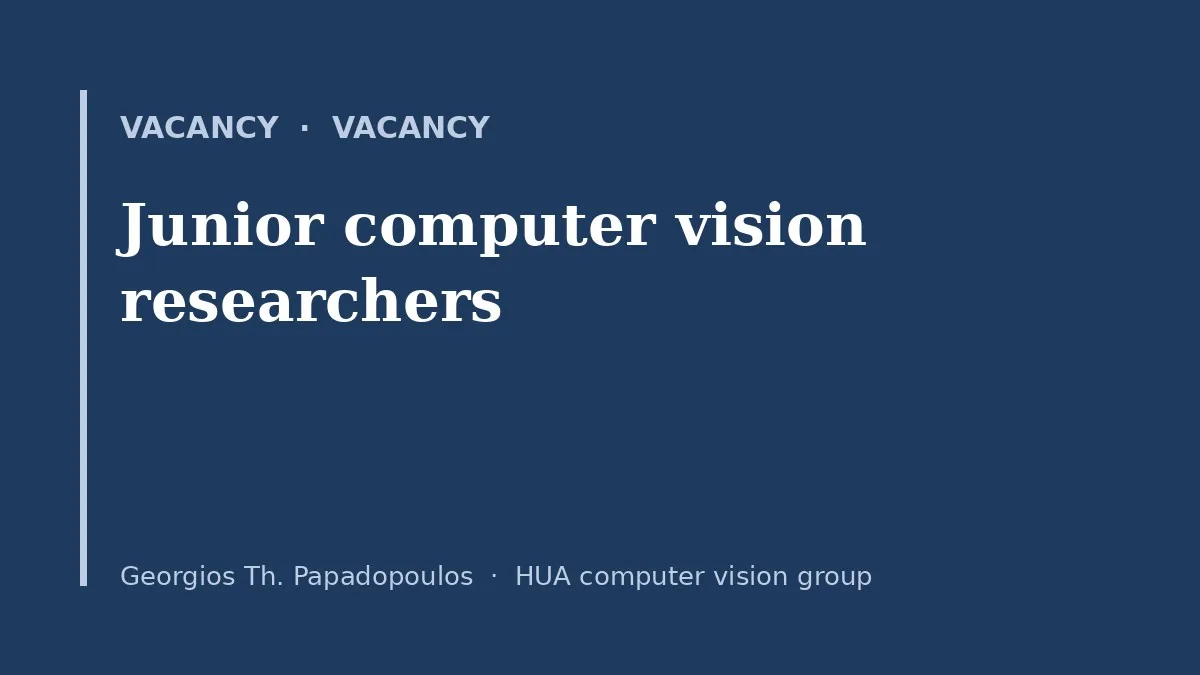 VACANCY · VACANCY
Junior computer vision
researchers
Georgios Th. Papadopoulos · HUA computer vision group